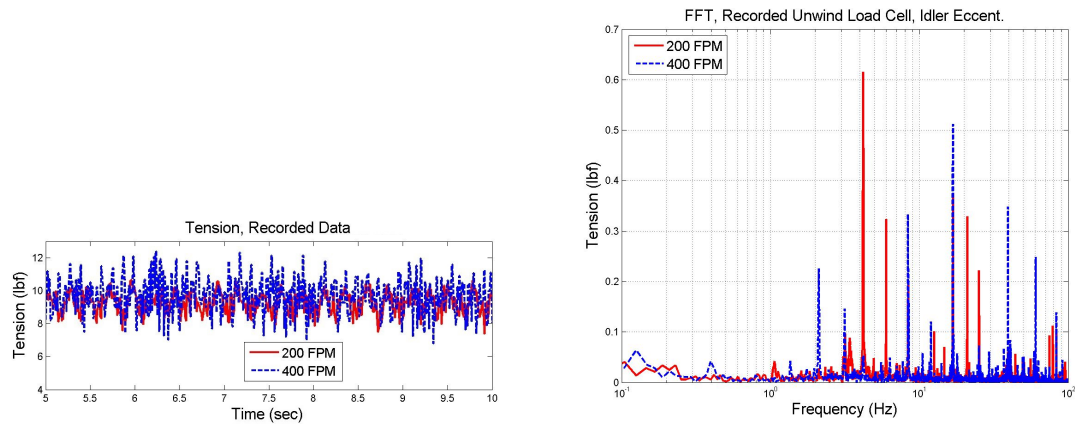 Tension, Recorded Data
Tension (lbf)
12
10
8
6
4
200 FPM
400 FPM
5 5.5 6 6.5 7 7.5 8 8.5 9 9.5 10
Time (sec)
FFT, Recorded Unwind Load Cell, Idler Eccent.
200 FPM
400 FPM
Tension (lbf)
0.7
0.6
0.5
0.4
0.3
0.2
0.1
0
10^-1 10^0 10^1 10^2
Frequency (Hz)